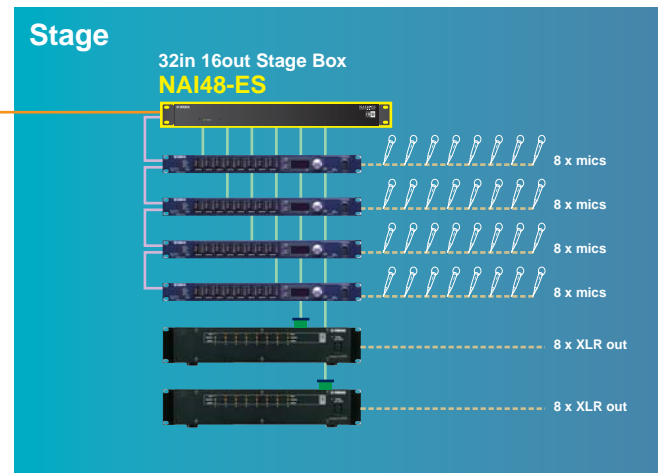 Stage
32in 16out Stage Box
NAI48-ES
8 x mics
8 x mics
8 x mics
8 x mics
8 x XLR out
8 x XLR out